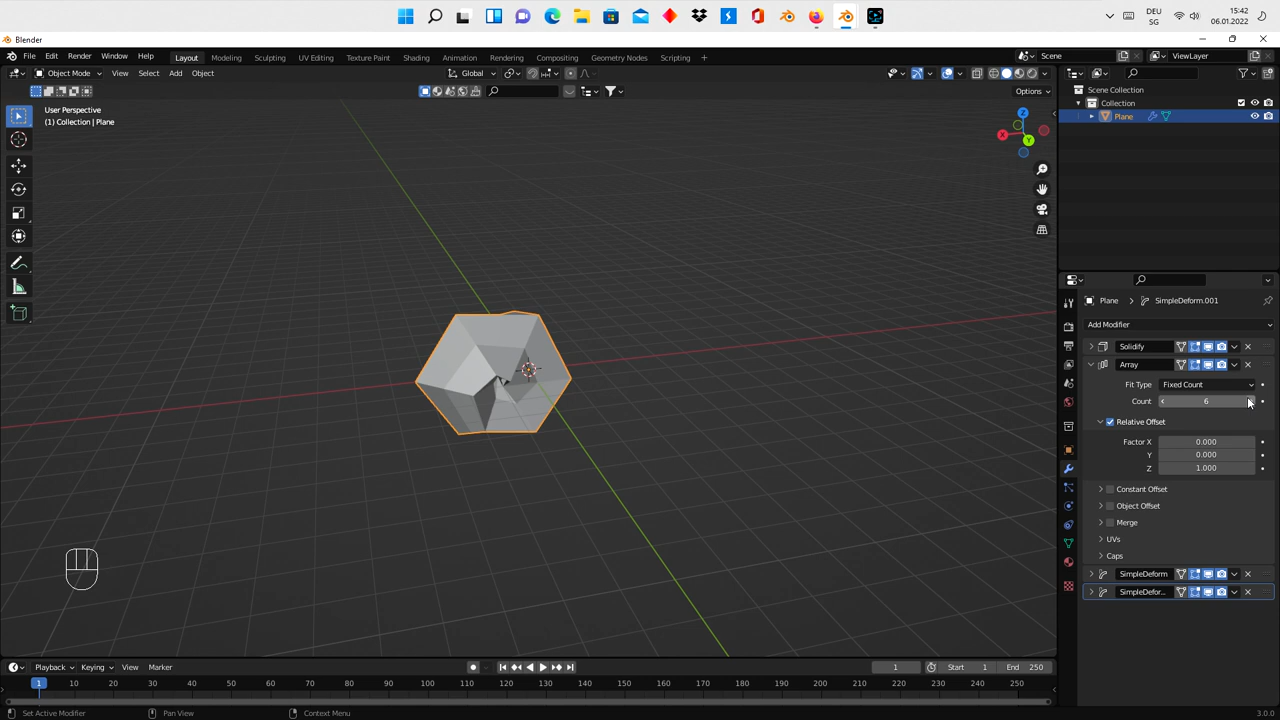 DEU
SG
15:42
06.01.2022
Blender
File Edit Render Window Help
Layout Modeling Sculpting UV Editing Texture Paint Shading Animation Rendering Compositing Geometry Nodes Scripting +
Scene
ViewLayer
Object Mode View Select Add Object
Global
Options
User Perspective
(1) Collection | Plane
Z
X
Y
Scene Collection
Collection
Plane
Plane > SimpleDeform.001
Add Modifier
Solidify
Array
Fit Type Fixed Count
Count 6
Relative Offset
Factor X 0.000
Y 0.000
Z 1.000
Constant Offset
Object Offset
Merge
UVs
Caps
SimpleDeform
SimpleDefor...
Playback Keying View Marker
1 Start 1 End 250
1 10 20 30 40 50 60 70 80 90 100 110 120 130 140 150 160 170 180 190 200 210 220 230 240 250
Set Active Modifier Pan View Context Menu
3.0.0